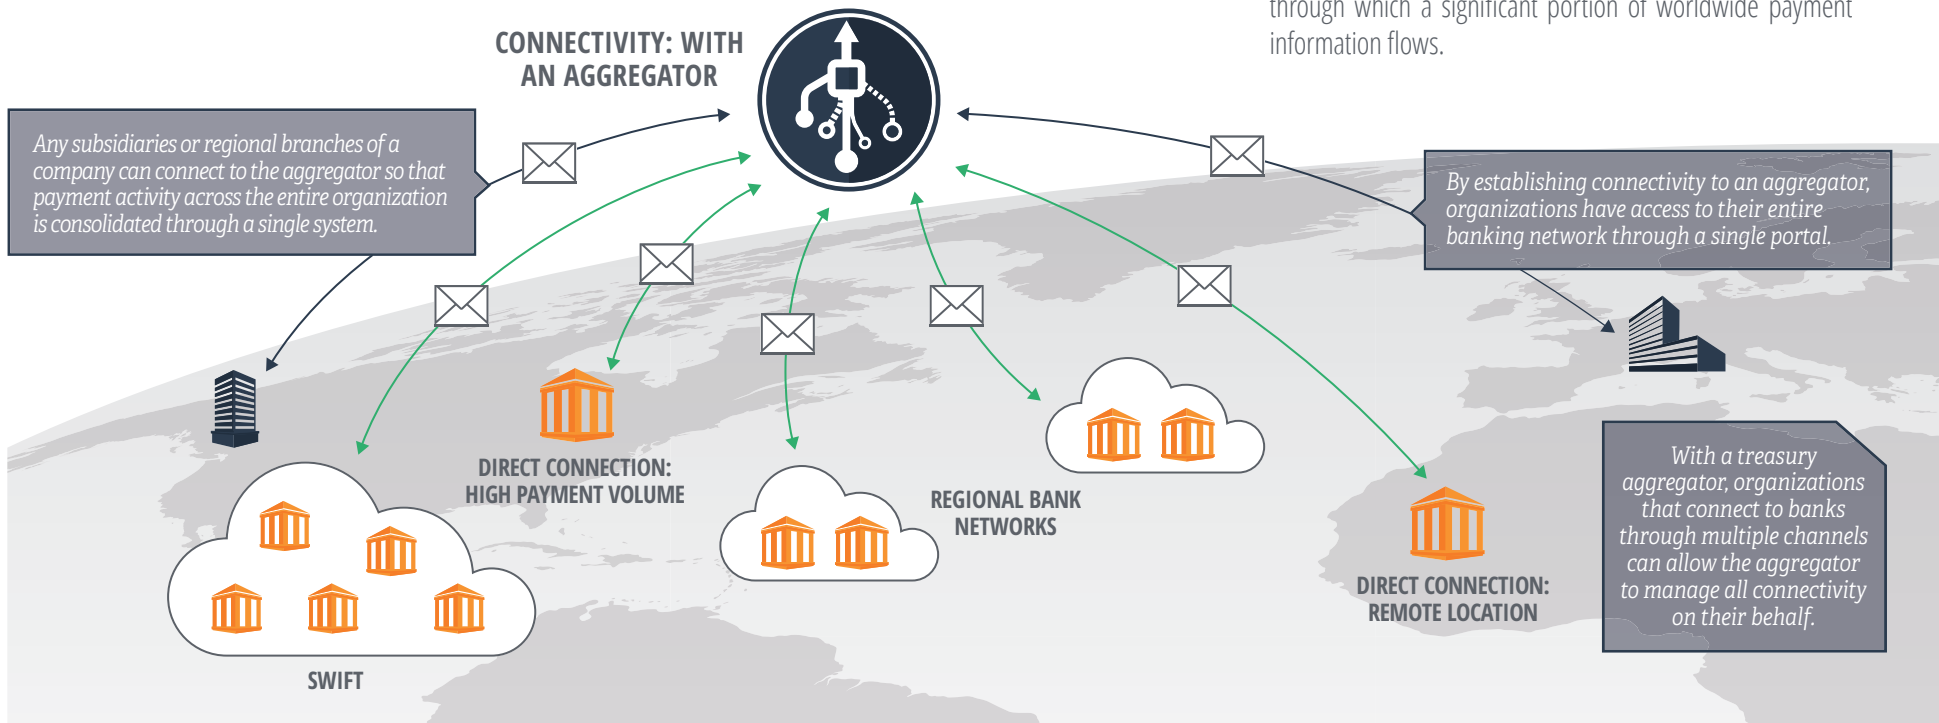 through which a significant portion of worldwide payment
information flows.
CONNECTIVITY: WITH
AN AGGREGATOR
Any subsidiaries or regional branches of a
company can connect to the aggregator so that
payment activity across the entire organization
is consolidated through a single system.
By establishing connectivity to an aggregator,
organizations have access to their entire
banking network through a single portal.
DIRECT CONNECTION:
HIGH PAYMENT VOLUME
REGIONAL BANK
NETWORKS
With a treasury
aggregator, organizations
that connect to banks
through multiple channels
can allow the aggregator
to manage all connectivity
on their behalf.
DIRECT CONNECTION:
REMOTE LOCATION
SWIFT